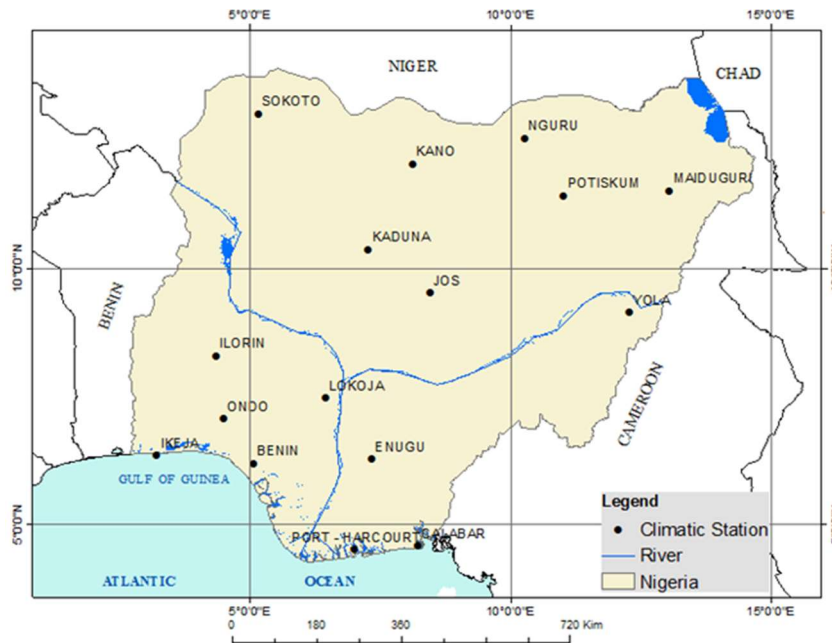 5°0'0"E 10°0'0"E 15°0'0"E
NIGER
CHAD
SOKOTO
NGURU
KANO
MAIDUGURI
POTISKUM
KADUNA
10°0'0"N
JOS
YOLA
BENIN
ILORIN
LOKOJA
CAMEROON
ONDO
IKEJA
BENIN
ENUGU
GULF OF GUINEA
Legend
Climatic Station
River
Nigeria
5°0'0"N
PORT - HARCOURT
CALABAR
ATLANTIC OCEAN
5°0'0"E 10°0'0"E 15°0'0"E
0 180 360 720 Kim